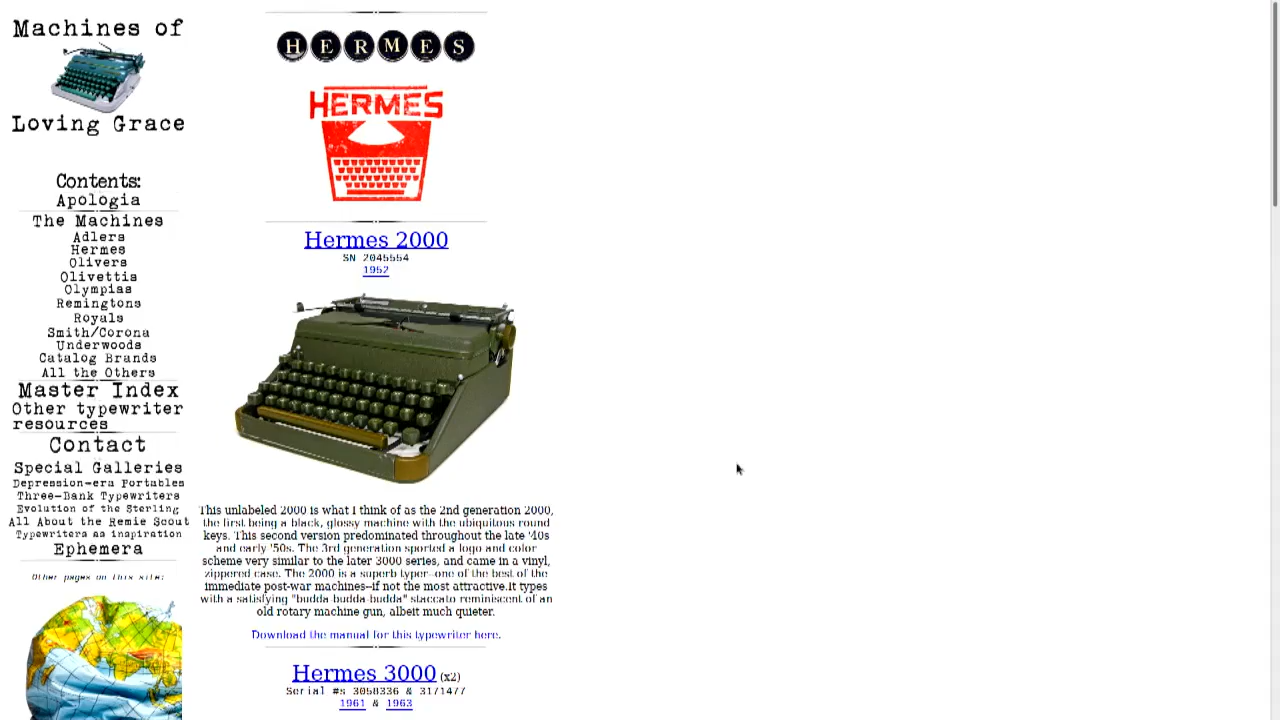 Machines of
Loving Grace
Contents:
Apologia
The Machines
Adlers
Hermes
Olivers
Olivettis
Olympias
Remingtons
Royals
Smith/Corona
Underwoods
Catalog Brands
All the Others
Master Index
Other typewriter
resources
Contact
Special Galleries
Depression-era Portables
Three-Bank Typewriters
Evolution of the Sterling
All About the Remie Scout
Typewriters as inspiration
Ephemera
Other pages on this site:
HERMES
HERMES
Hermes 2000
SN 2045554
1952
This unlabeled 2000 is what I think of as the 2nd generation 2000,
the first being a black, glossy machine with the ubiquitous round
keys. This second version predominated throughout the late '40s
and early '50s. The 3rd generation sported a logo and color
scheme very similar to the later 3000 series, and came in a vinyl,
zippered case. The 2000 is a superb typer--one of the best of the
immediate post-war machines--if not the most attractive.It types
with a satisfying "budda-budda-budda" staccato reminiscent of an
old rotary machine gun, albeit much quieter.
Download the manual for this typewriter here.
Hermes 3000 (x2)
Serial #s 3058336 & 3171477
1961 & 1963